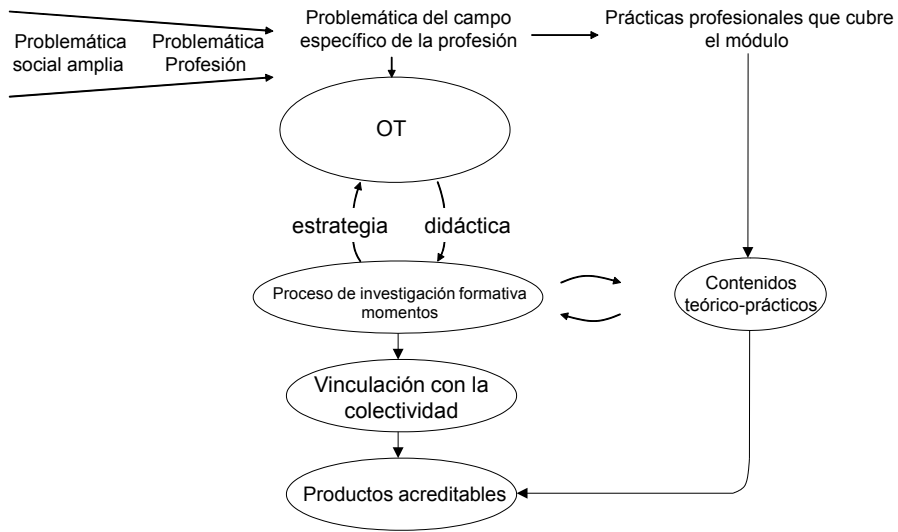 Problemática
social amplia
Problemática
Profesión
Problemática del campo
específico de la profesión
Prácticas profesionales que cubre
el módulo
OT
estrategia
didáctica
Proceso de investigación formativa
momentos
Contenidos
teórico-prácticos
Vinculación con la
colectividad
Productos acreditables